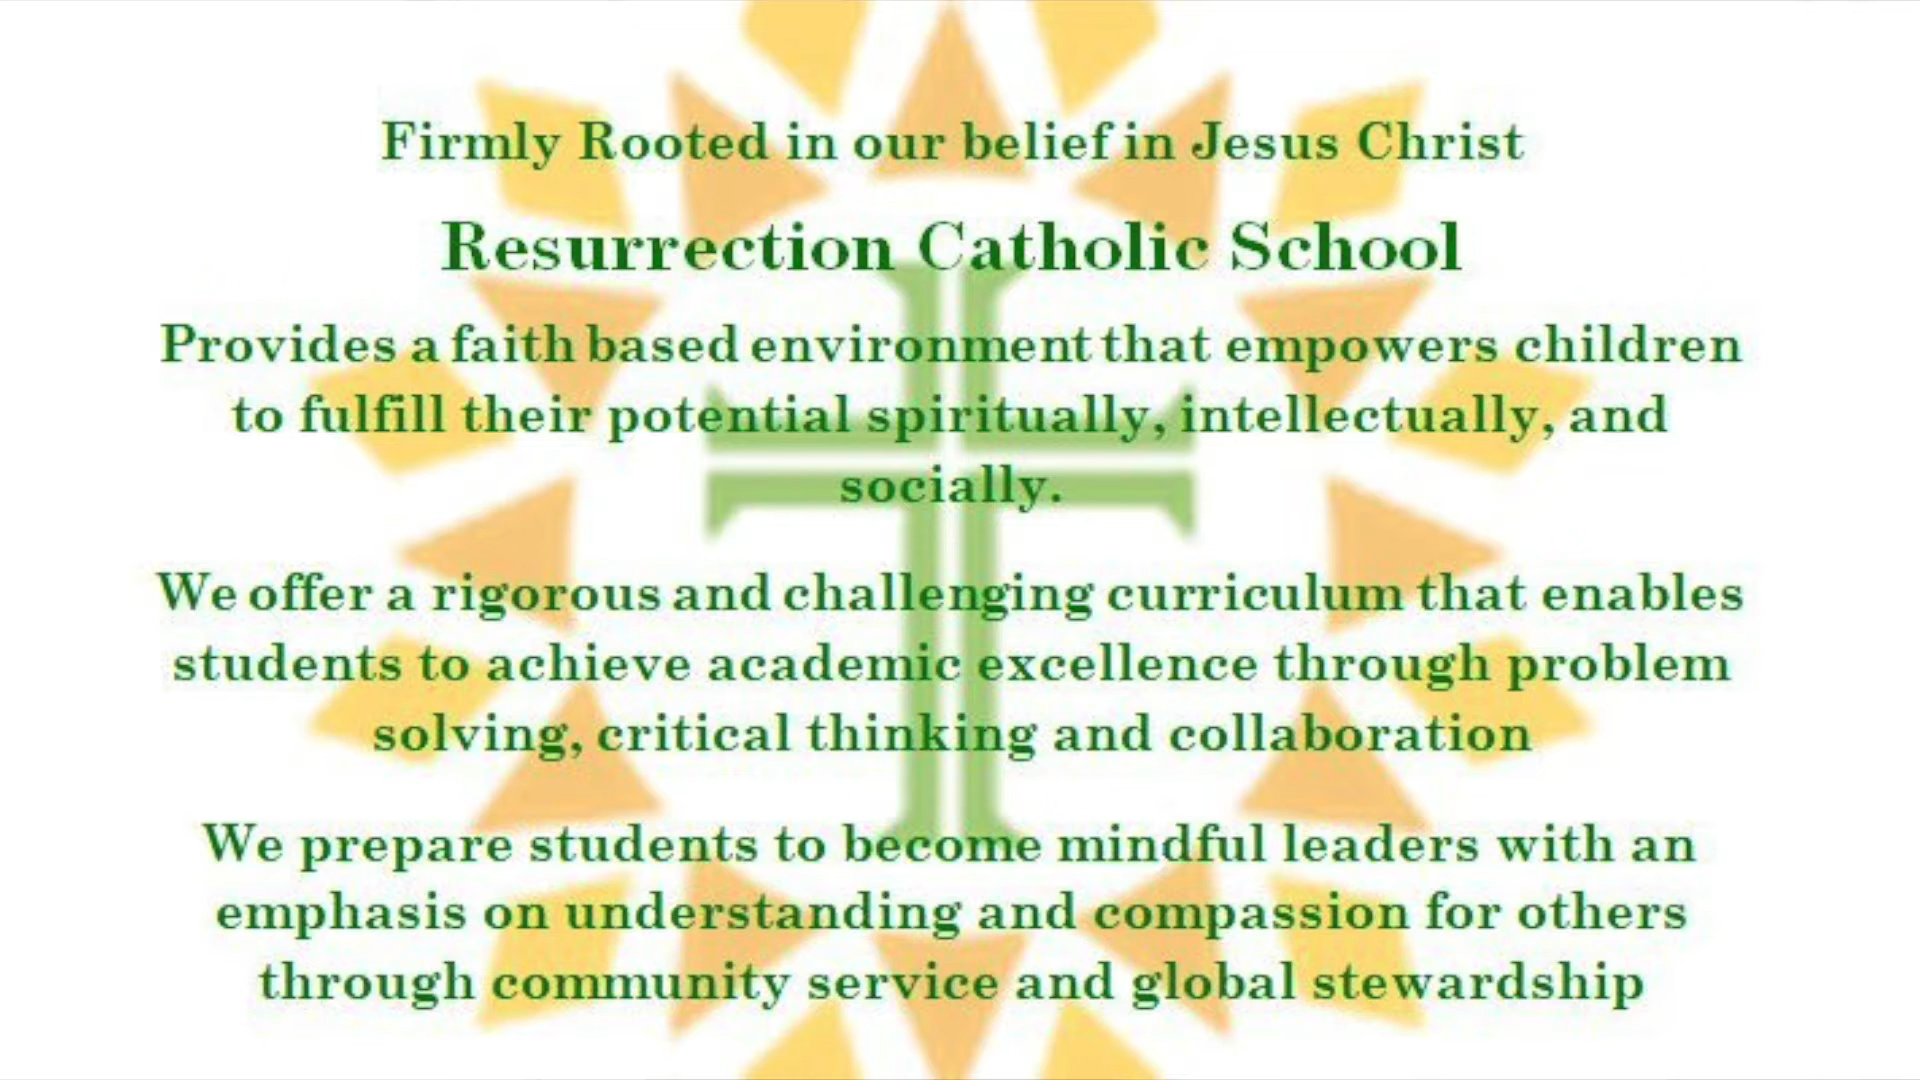 Firmly Rooted in our belief in Jesus Christ
Resurrection Catholic School
Provides a faith based environment that empowers children
to fulfill their potential spiritually, intellectually, and
socially.
We offer a rigorous and challenging curriculum that enables
students to achieve academic excellence through problem
solving, critical thinking and collaboration
We prepare students to become mindful leaders with an
emphasis on understanding and compassion for others
through community service and global stewardship